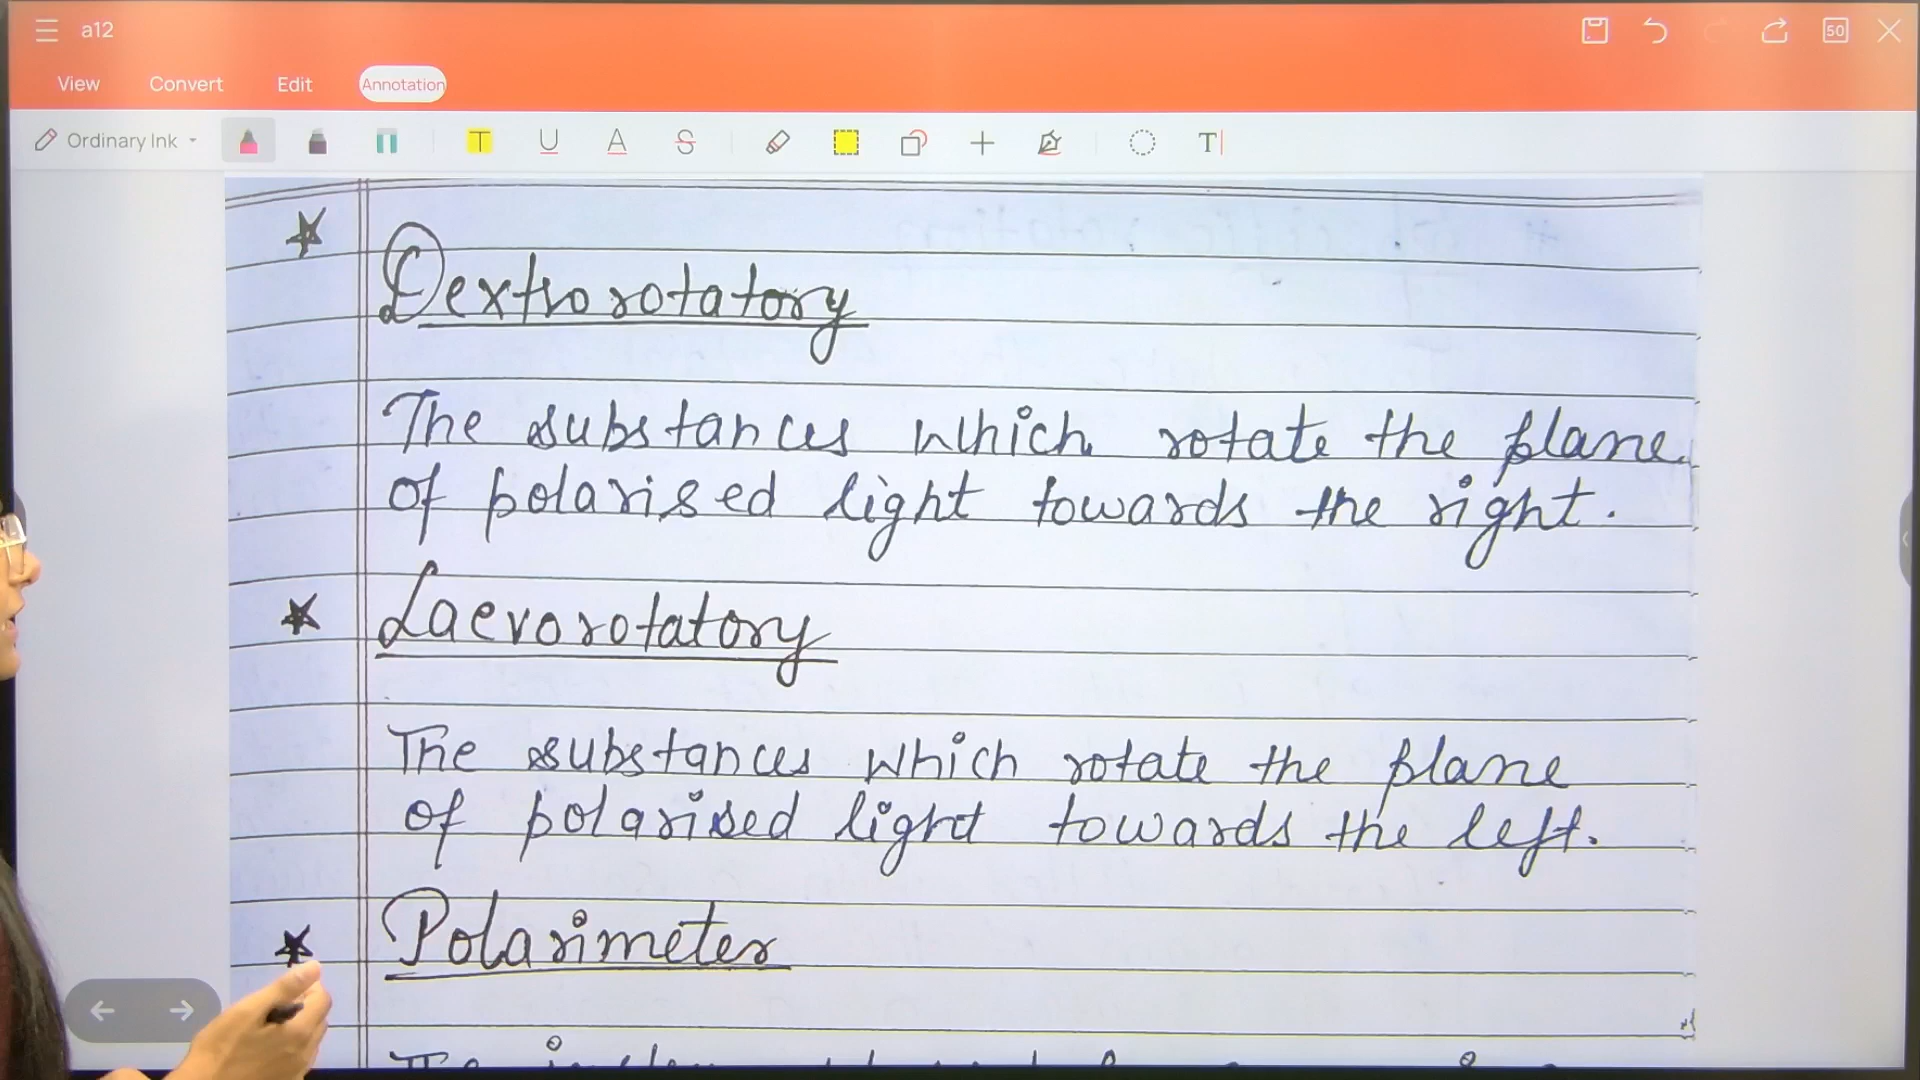 a12
50
View Convert Edit Annotation
Ordinary Ink T U A S T
Dextrorotatory
The substances which rotate the plane
of polarised light towards the right.
Laevorotatory
The substances which rotate the plane
of polarised light towards the left.
Polarimeter